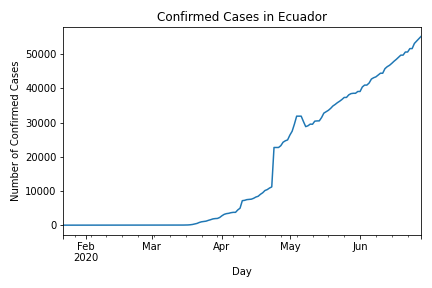 Confirmed Cases in Ecuador
Number of Confirmed Cases
50000
40000
30000
20000
10000
0
Feb
2020
Mar
Apr
May
Jun
Day